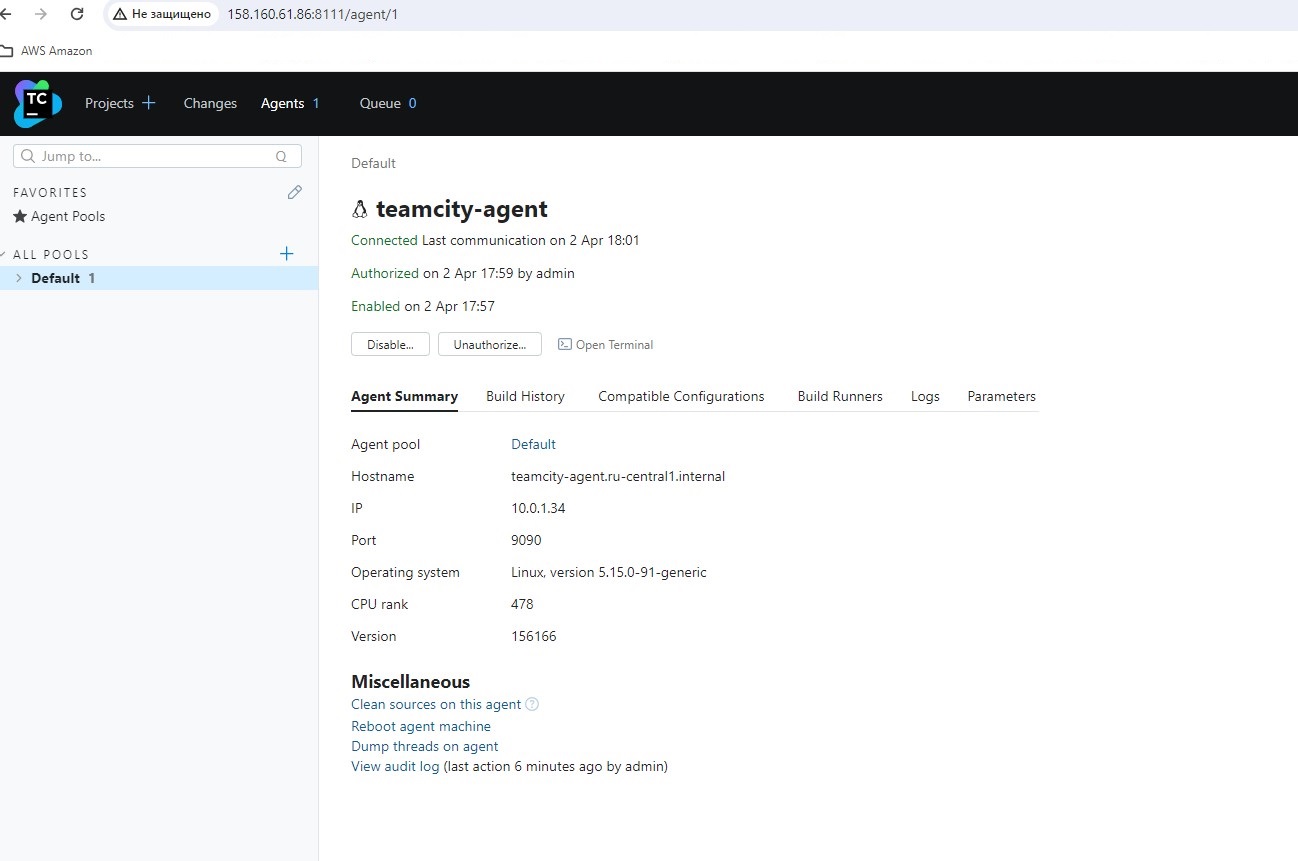 Не защищено 158.160.61.86:8111/agent/1
AWS Amazon
TC Projects Changes Agents 1 Queue 0
Jump to... Q
FAVORITES
Agent Pools
ALL POOLS
Default 1
Default
teamcity-agent
Connected Last communication on 2 Apr 18:01
Authorized on 2 Apr 17:59 by admin
Enabled on 2 Apr 17:57
Disable... Unauthorize... Open Terminal
Agent Summary Build History Compatible Configurations Build Runners Logs Parameters
Agent pool Default
Hostname teamcity-agent.ru-central1.internal
IP 10.0.1.34
Port 9090
Operating system Linux, version 5.15.0-91-generic
CPU rank 478
Version 156166
Miscellaneous
Clean sources on this agent ?
Reboot agent machine
Dump threads on agent
View audit log (last action 6 minutes ago by admin)